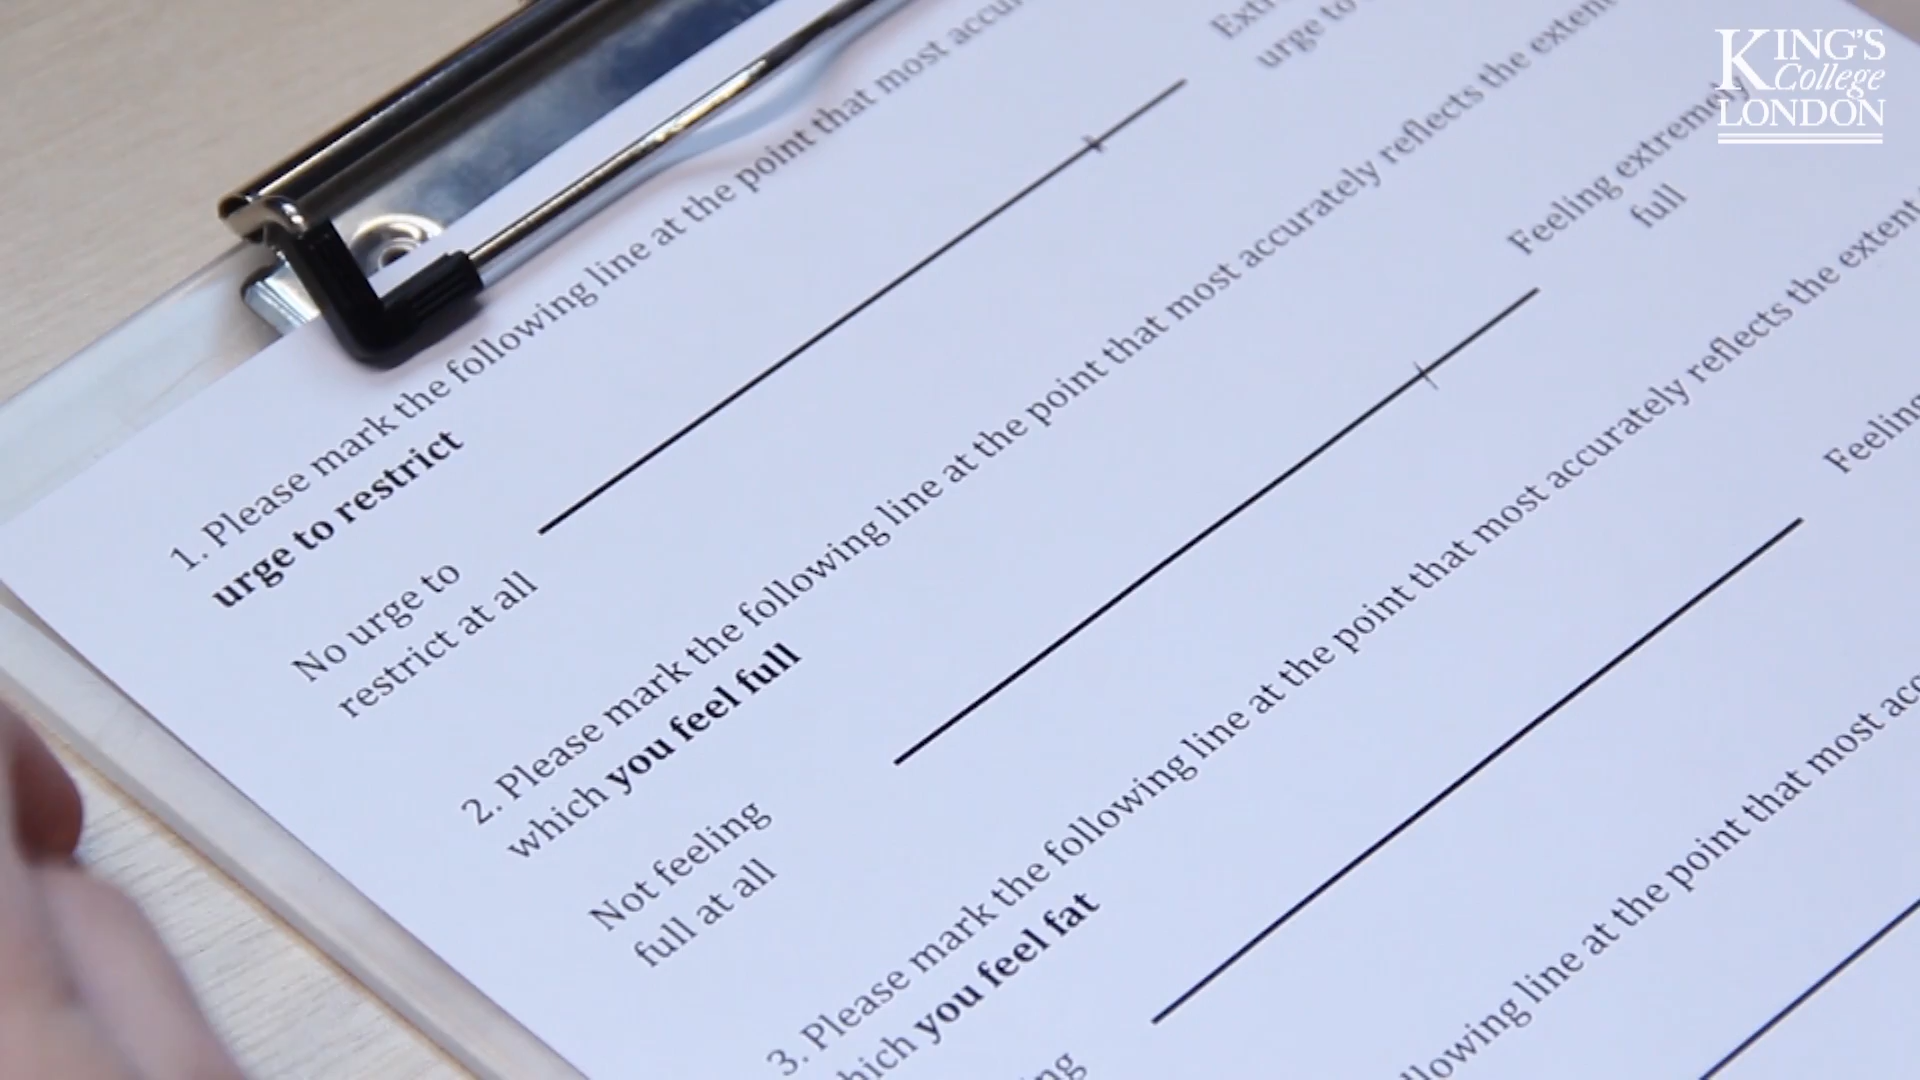 KING'S
College
LONDON
1. Please mark the following line at the point that most
urge to restrict
urge to
No urge to
restrict at all
2. Please mark the following line at the point that most accurately reflects the extent
which you feel full
Feeling extremely
full
Not feeling
full at all
3. Please mark the following line at the point that most accurately reflects the extent
you feel fat
Feeling
line at the point that most